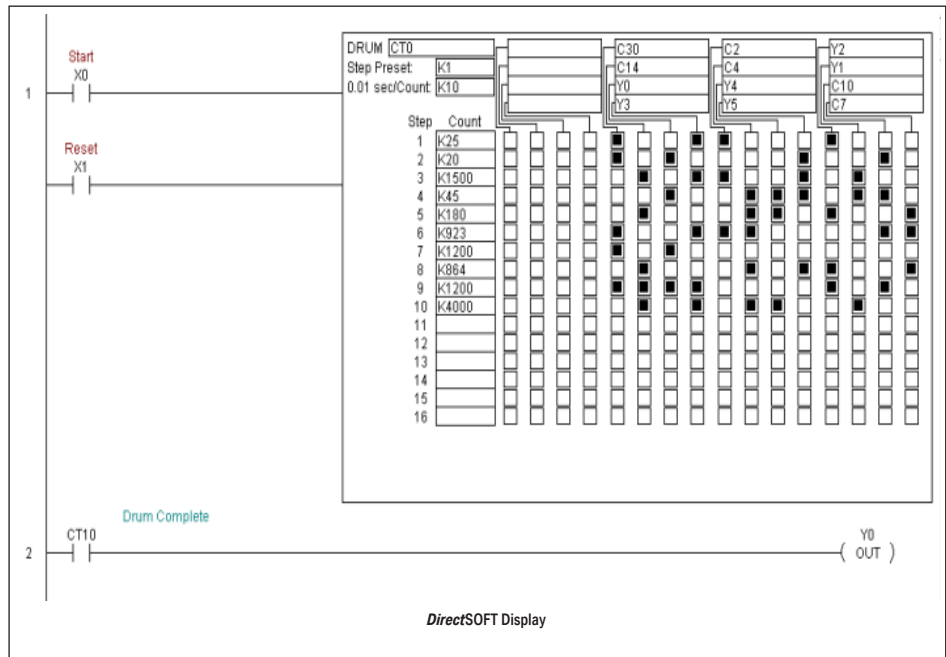 DRUM CT0
Step Preset: K1
0.01 sec/Count: K10
C30 C2 Y2
C14 C4 Y1
Y0 Y4 C10
Y3 Y5 C7
Start
X0
1
Reset
X1
Step Count
1 K25
2 K20
3 K1500
4 K45
5 K180
6 K923
7 K1200
8 K864
9 K1200
10 K4000
11
12
13
14
15
16
Drum Complete
CT10
2
Y0
( OUT )
DirectSOFT Display